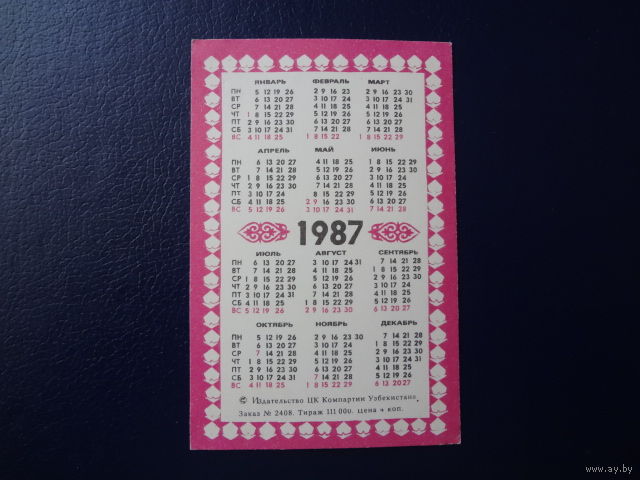 ЯНВАРЬ ФЕВРАЛЬ МАРТ
ПН 5 12 19 26 2 9 16 23 2 9 16 23 30
ВТ 6 13 20 27 3 10 17 24 3 10 17 24 31
СР 7 14 21 28 4 11 18 25 4 11 18 25
ЧТ 1 8 15 22 29 5 12 19 26 5 12 19 26
ПТ 2 9 16 23 30 6 13 20 27 6 13 20 27
СБ 3 10 17 24 31 7 14 21 28 7 14 21 28
ВС 4 11 18 25 1 8 15 22 1 8 15 22 29
АПРЕЛЬ МАЙ ИЮНЬ
ПН 6 13 20 27 4 11 18 25 1 8 15 22 29
ВТ 7 14 21 28 5 12 19 26 2 9 16 23 30
СР 1 8 15 22 29 6 13 20 27 3 10 17 24
ЧТ 2 9 16 23 30 7 14 21 28 4 11 18 25
ПТ 3 10 17 24 1 8 15 22 29 5 12 19 26
СБ 4 11 18 25 2 9 16 23 30 6 13 20 27
ВС 5 12 19 26 3 10 17 24 31 7 14 21 28
1987
ИЮЛЬ АВГУСТ СЕНТЯБРЬ
ПН 6 13 20 27 3 10 17 24 31 7 14 21 28
ВТ 7 14 21 28 4 11 18 25 1 8 15 22 29
СР 1 8 15 22 29 5 12 19 26 2 9 16 23 30
ЧТ 2 9 16 23 30 6 13 20 27 3 10 17 24
ПТ 3 10 17 24 31 7 14 21 28 4 11 18 25
СБ 4 11 18 25 1 8 15 22 29 5 12 19 26
ВС 5 12 19 26 2 9 16 23 30 6 13 20 27
ОКТЯБРЬ НОЯБРЬ ДЕКАБРЬ
ПН 5 12 19 26 2 9 16 23 30 7 14 21 28
ВТ 6 13 20 27 3 10 17 24 1 8 15 22 29
СР 7 14 21 28 4 11 18 25 2 9 16 23 30
ЧТ 1 8 15 22 29 5 12 19 26 3 10 17 24 31
ПТ 2 9 16 23 30 6 13 20 27 4 11 18 25
СБ 3 10 17 24 31 7 14 21 28 5 12 19 26
ВС 4 11 18 25 1 8 15 22 29 6 13 20 27
© Издательство ЦК Компартии Узбекистана.
Заказ № 2408. Тираж 111 000. Цена 4 коп.
www.ay.by